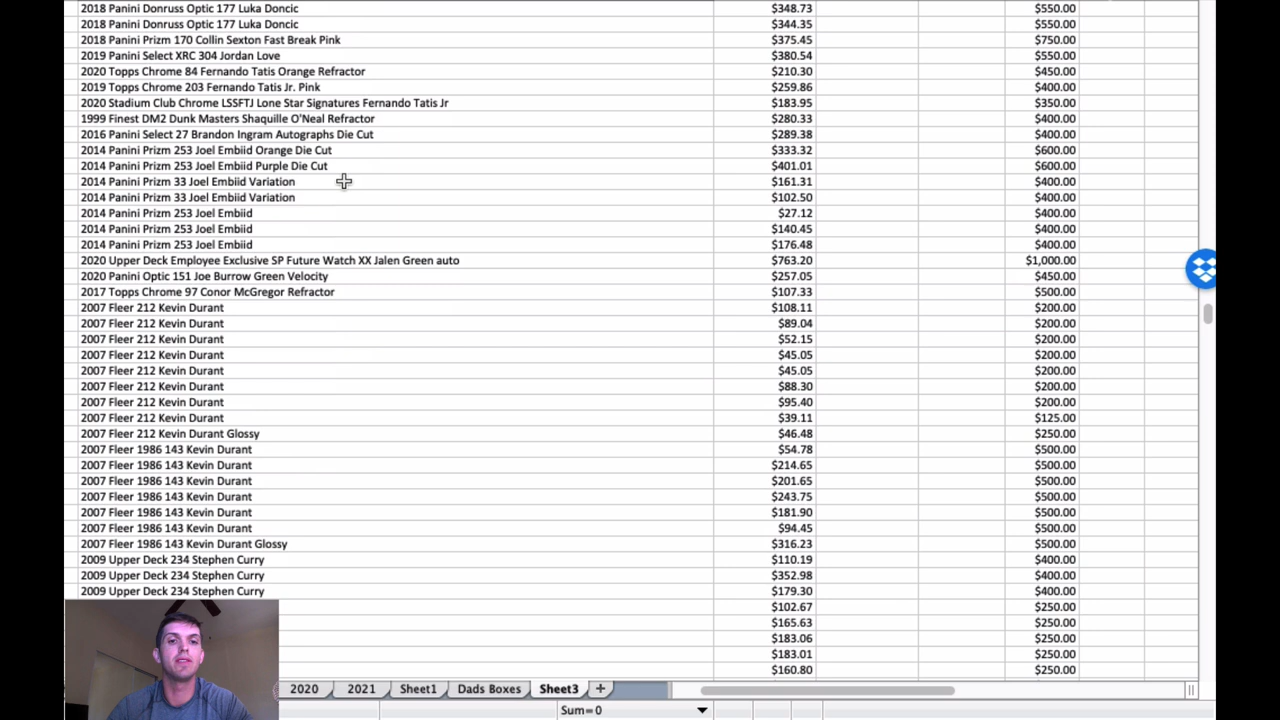 2018 Panini Donruss Optic 177 Luka Doncic $348.73 $550.00
2018 Panini Donruss Optic 177 Luka Doncic $344.35 $550.00
2018 Panini Prizm 170 Collin Sexton Fast Break Pink $375.45 $750.00
2019 Panini Select XRC 304 Jordan Love $380.54 $550.00
2020 Topps Chrome 84 Fernando Tatis Orange Refractor $210.30 $450.00
2019 Topps Chrome 203 Fernando Tatis Jr. Pink $259.86 $400.00
2020 Stadium Club Chrome LSSFTJ Lone Star Signatures Fernando Tatis Jr $183.95 $350.00
1999 Finest DM2 Dunk Masters Shaquille O'Neal Refractor $280.33 $400.00
2016 Panini Select 27 Brandon Ingram Autographs Die Cut $289.38 $400.00
2014 Panini Prizm 253 Joel Embiid Orange Die Cut $333.32 $600.00
2014 Panini Prizm 253 Joel Embiid Purple Die Cut $401.01 $600.00
2014 Panini Prizm 33 Joel Embiid Variation $161.31 $400.00
2014 Panini Prizm 33 Joel Embiid Variation $102.50 $400.00
2014 Panini Prizm 253 Joel Embiid $27.12 $400.00
2014 Panini Prizm 253 Joel Embiid $140.45 $400.00
2014 Panini Prizm 253 Joel Embiid $176.48 $400.00
2020 Upper Deck Employee Exclusive SP Future Watch XX Jalen Green auto $763.20 $1,000.00
2020 Panini Optic 151 Joe Burrow Green Velocity $257.05 $450.00
2017 Topps Chrome 97 Conor McGregor Refractor $107.33 $500.00
2007 Fleer 212 Kevin Durant $108.11 $200.00
2007 Fleer 212 Kevin Durant $89.04 $200.00
2007 Fleer 212 Kevin Durant $52.15 $200.00
2007 Fleer 212 Kevin Durant $45.05 $200.00
2007 Fleer 212 Kevin Durant $45.05 $200.00
2007 Fleer 212 Kevin Durant $88.30 $200.00
2007 Fleer 212 Kevin Durant $95.40 $200.00
2007 Fleer 212 Kevin Durant $39.11 $125.00
2007 Fleer 212 Kevin Durant Glossy $46.48 $250.00
2007 Fleer 1986 143 Kevin Durant $54.78 $500.00
2007 Fleer 1986 143 Kevin Durant $214.65 $500.00
2007 Fleer 1986 143 Kevin Durant $201.65 $500.00
2007 Fleer 1986 143 Kevin Durant $243.75 $500.00
2007 Fleer 1986 143 Kevin Durant $181.90 $500.00
2007 Fleer 1986 143 Kevin Durant $94.45 $500.00
2007 Fleer 1986 143 Kevin Durant Glossy $316.23 $500.00
2009 Upper Deck 234 Stephen Curry $110.19 $400.00
2009 Upper Deck 234 Stephen Curry $352.98 $400.00
2009 Upper Deck 234 Stephen Curry $179.30 $400.00
$102.67 $250.00
$165.63 $250.00
$183.06 $250.00
$183.01 $250.00
$160.80 $250.00
2020 2021 Sheet1 Dads Boxes Sheet3 +
Sum=0